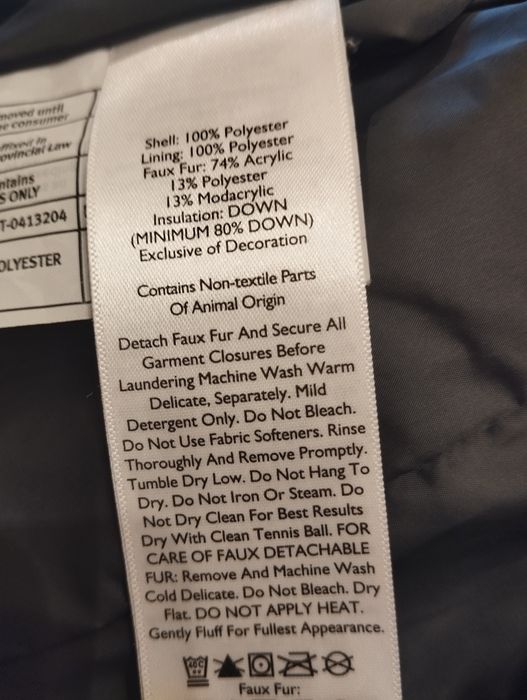 moved until
e consumer
ffixed in
ovincial Law
ntains
S ONLY
T-0413204
OLYESTER
Shell: 100% Polyester
Lining: 100% Polyester
Faux Fur: 74% Acrylic
13% Polyester
13% Modacrylic
Insulation: DOWN
(MINIMUM 80% DOWN)
Exclusive of Decoration
Contains Non-textile Parts
Of Animal Origin
Detach Faux Fur And Secure All
Garment Closures Before
Laundering Machine Wash Warm
Delicate, Separately. Mild
Detergent Only. Do Not Bleach.
Do Not Use Fabric Softeners. Rinse
Thoroughly And Remove Promptly.
Tumble Dry Low. Do Not Hang To
Dry. Do Not Iron Or Steam. Do
Not Dry Clean For Best Results
Dry With Clean Tennis Ball. FOR
CARE OF FAUX DETACHABLE
FUR: Remove And Machine Wash
Cold Delicate. Do Not Bleach. Dry
Flat. DO NOT APPLY HEAT.
Gently Fluff For Fullest Appearance.
40C
Faux Fur: